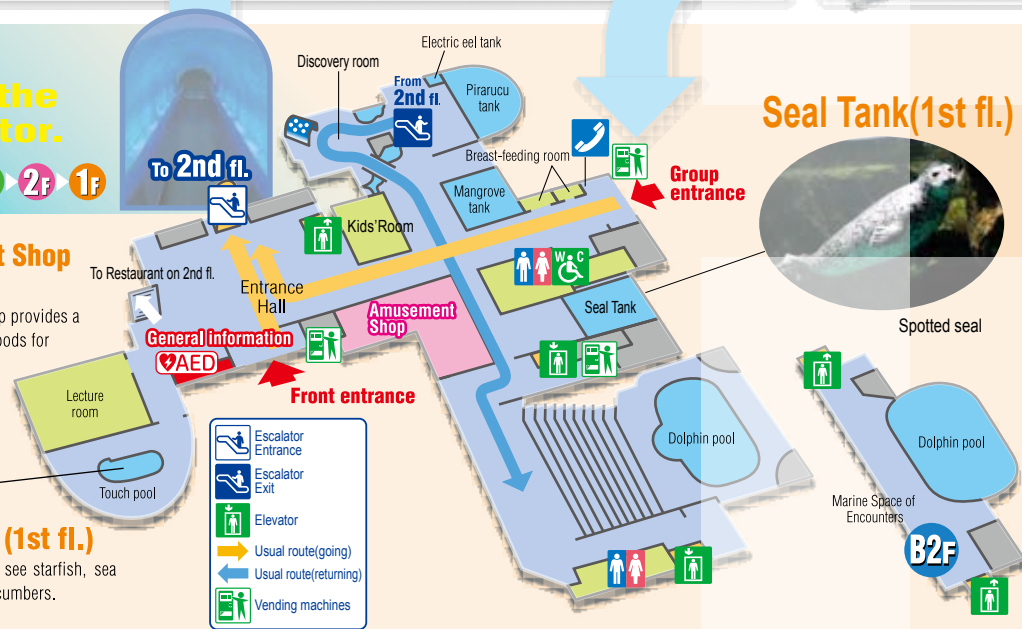 the
tor.
2F
1F
t Shop
p provides a
oods for
Discovery room
Electric eel tank
From
2nd fl.
Pirarucu
tank
To 2nd fl.
Breast-feeding room
Mangrove
tank
Group
entrance
Kids'Room
To Restaurant on 2nd fl.
Entrance
Hall
W C
Seal Tank
Amusement
Shop
General information
AED
Front entrance
Lecture
room
Touch pool
Dolphin pool
Escalator
Entrance
Escalator
Exit
Elevator
Usual route(going)
Usual route(returning)
Vending machines
(1st fl.)
see starfish, sea
cumbers.
Seal Tank(1st fl.)
Spotted seal
Dolphin pool
Marine Space of
Encounters
B2F